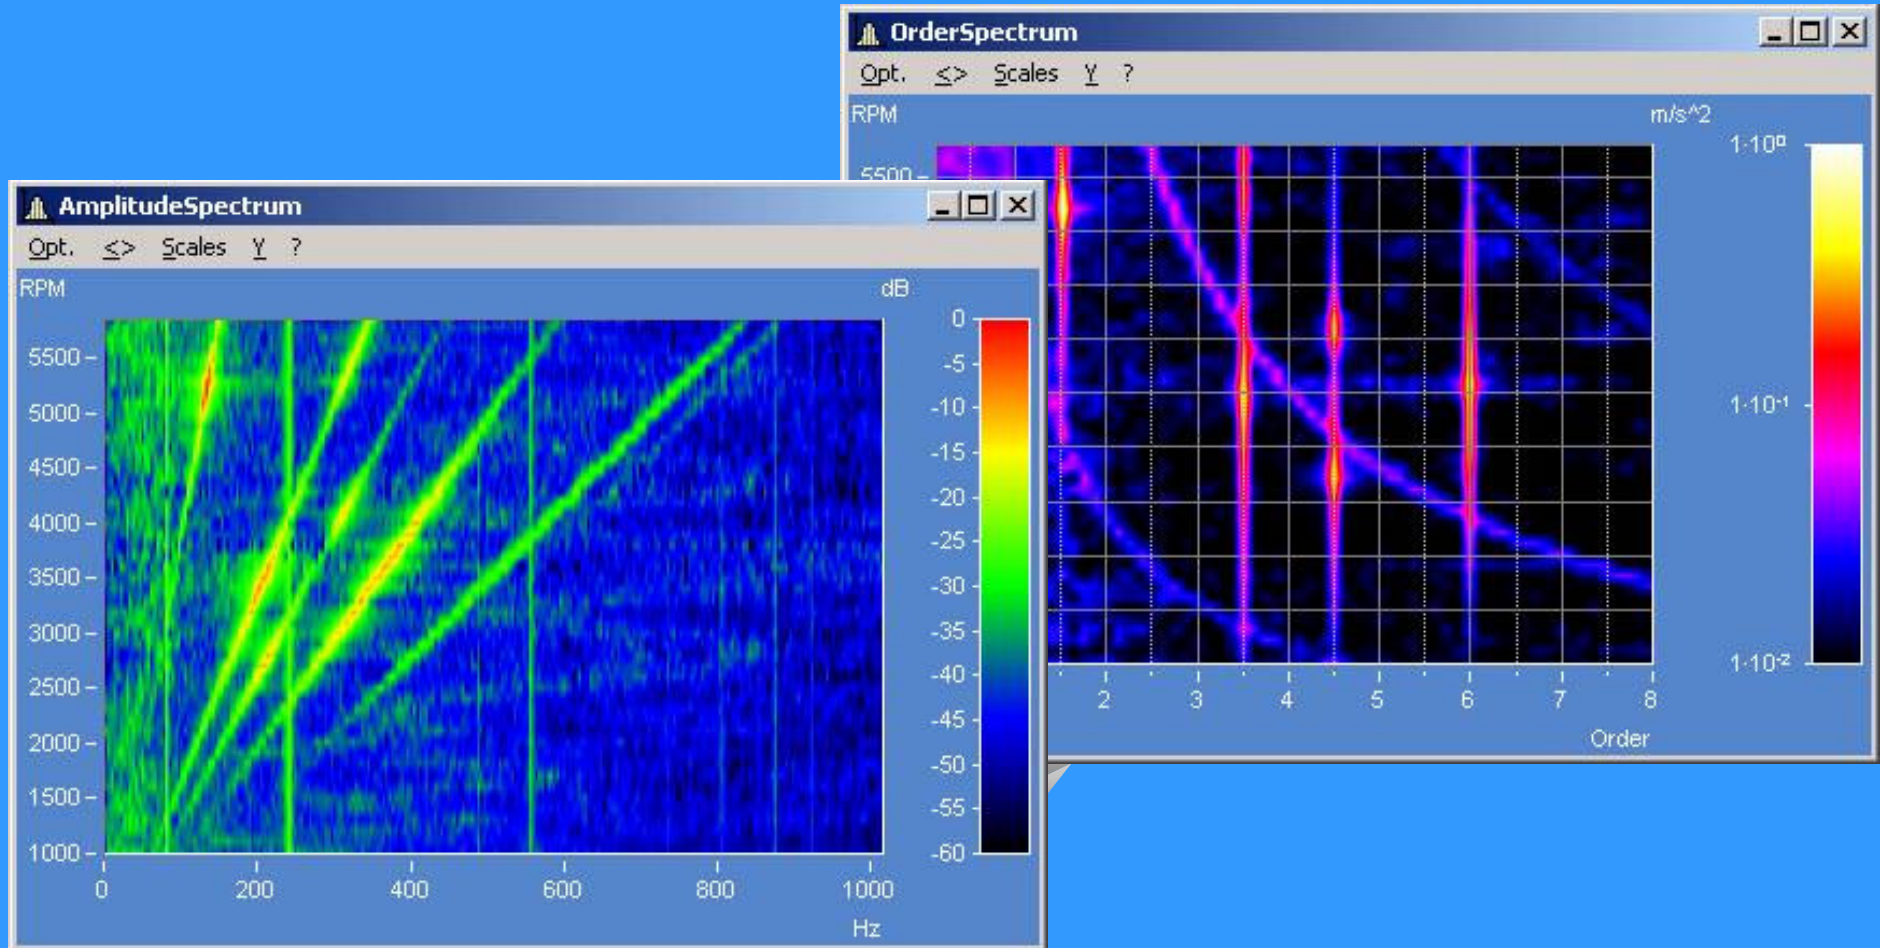 OrderSpectrum
Opt. <> Scales Y ?
RPM m/s^2
1·10⁰
5500
1·10⁻¹
1·10⁻²
2 3 4 5 6 7 8
Order
AmplitudeSpectrum
Opt. <> Scales Y ?
RPM dB
0
5500
-5
5000
-10
4500
-15
-20
4000
-25
3500
-30
3000
-35
2500
-40
2000
-45
-50
1500
-55
1000
-60
0 200 400 600 800 1000
Hz